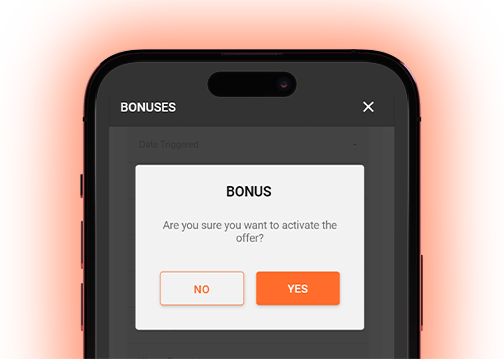 BONUSES
Date Triggered
BONUS
Are you sure you want to activate the
offer?
NO
YES